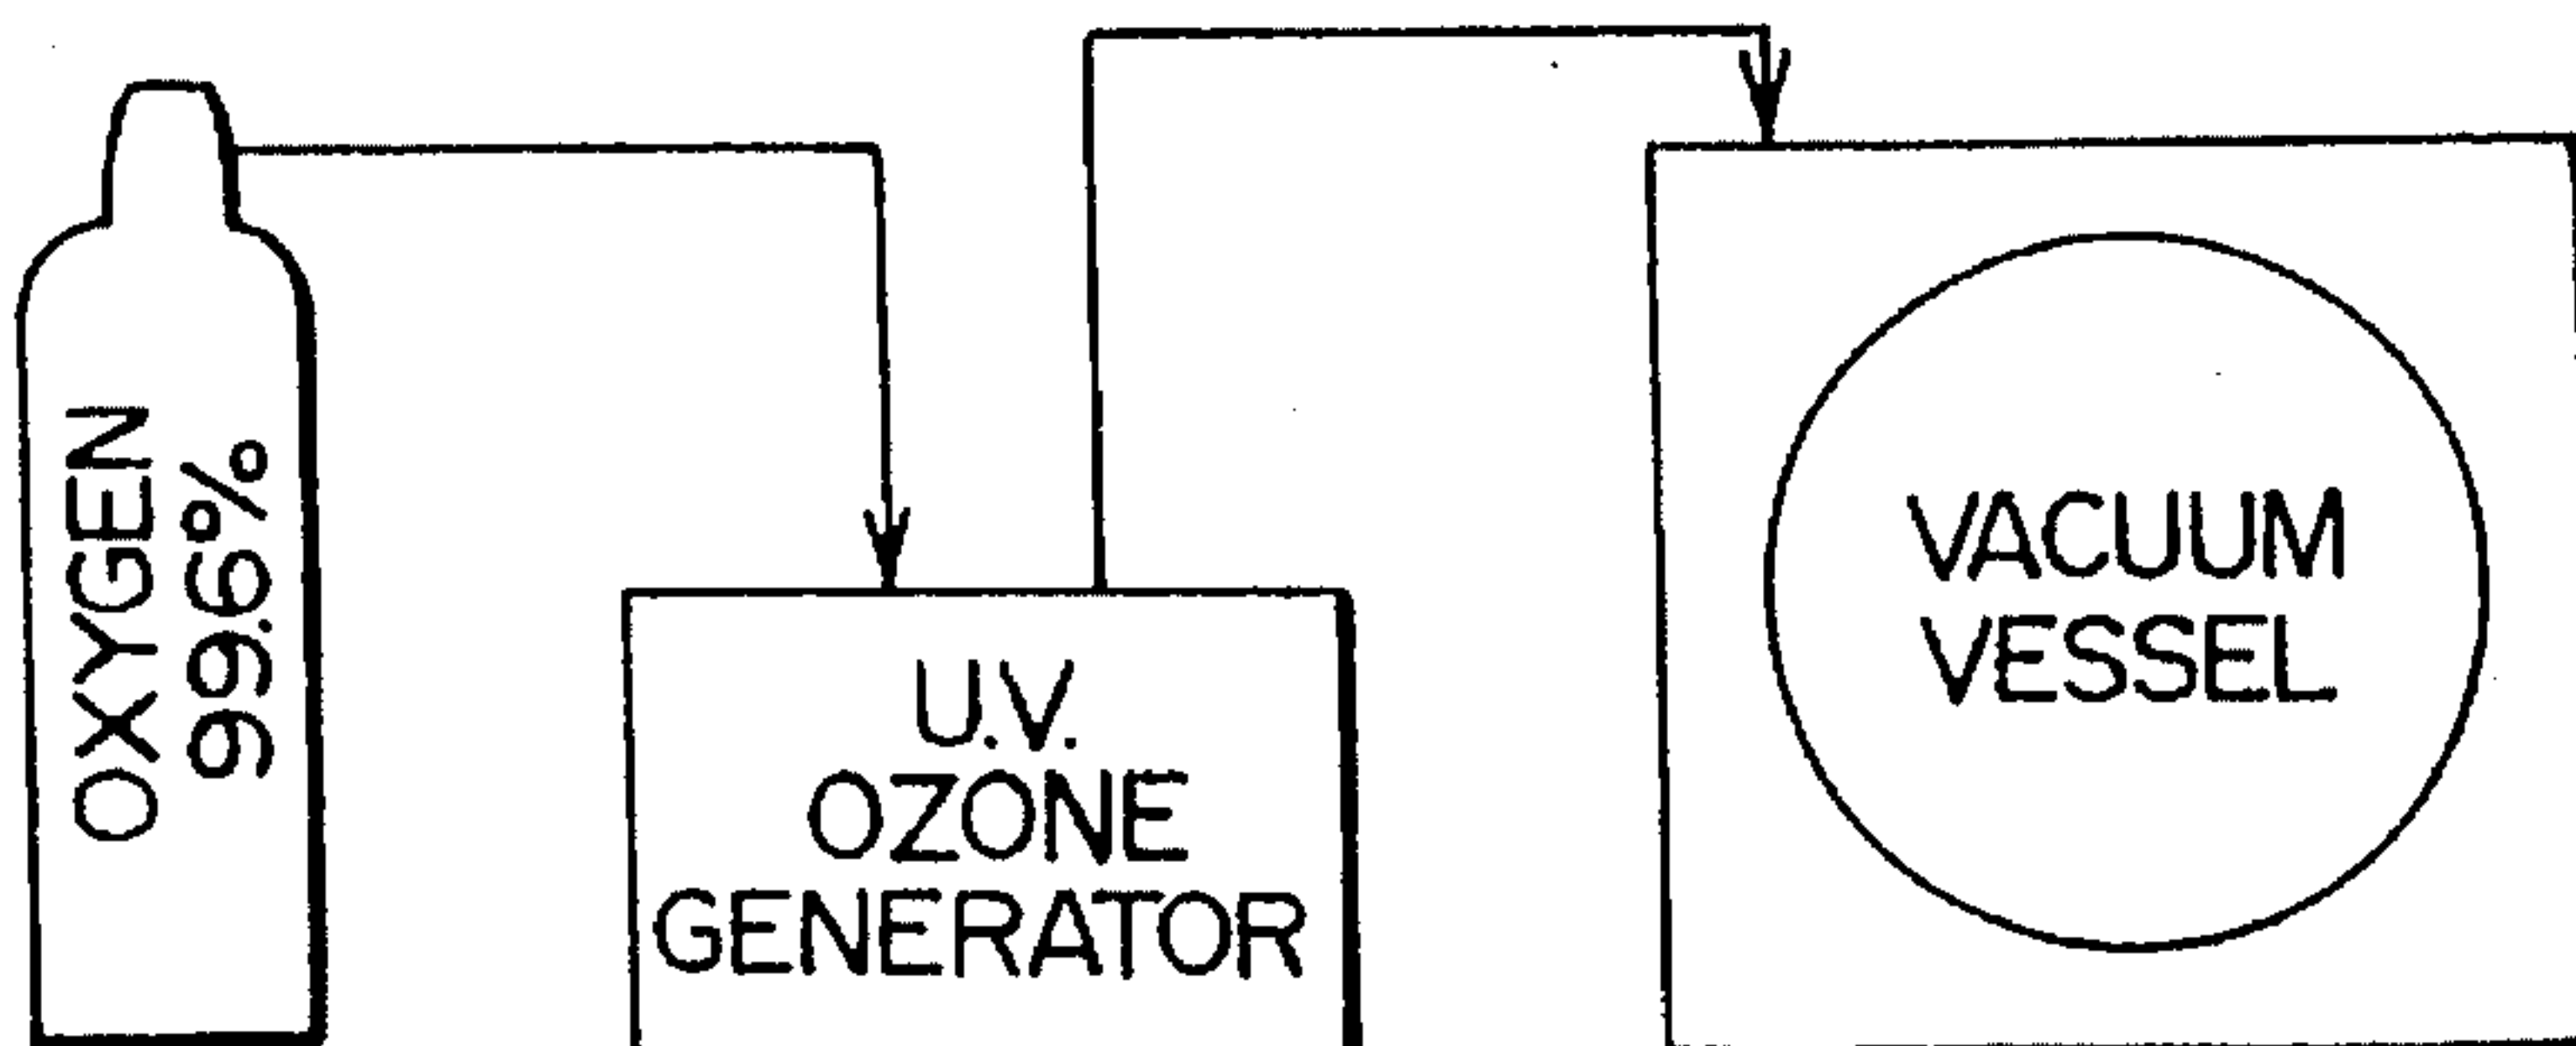 OXYGEN
99.6%
U.V.
OZONE
GENERATOR
VACUUM
VESSEL